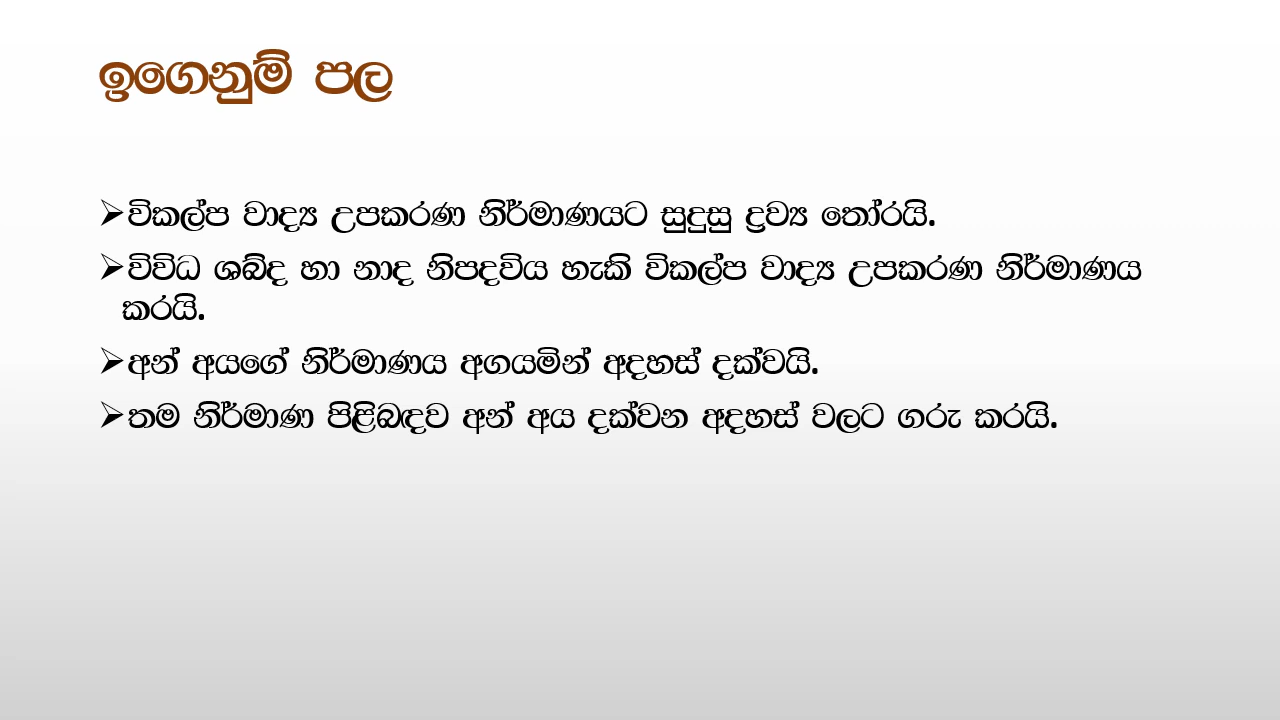 ඉගෙනුම් පල
➢විකල්ප වාද්‍ය උපකරණ නිර්මාණයට සුදුසු ද්‍රව්‍ය තෝරයි.
➢විවිධ ශබ්ද හා නාද නිපදවිය හැකි විකල්ප වාද්‍ය උපකරණ නිර්මාණය
කරයි.
➢අන් අයගේ නිර්මාණය අගයමින් අදහස් දක්වයි.
➢තම නිර්මාණ පිළිබඳව අන් අය දක්වන අදහස් වලට ගරු කරයි.